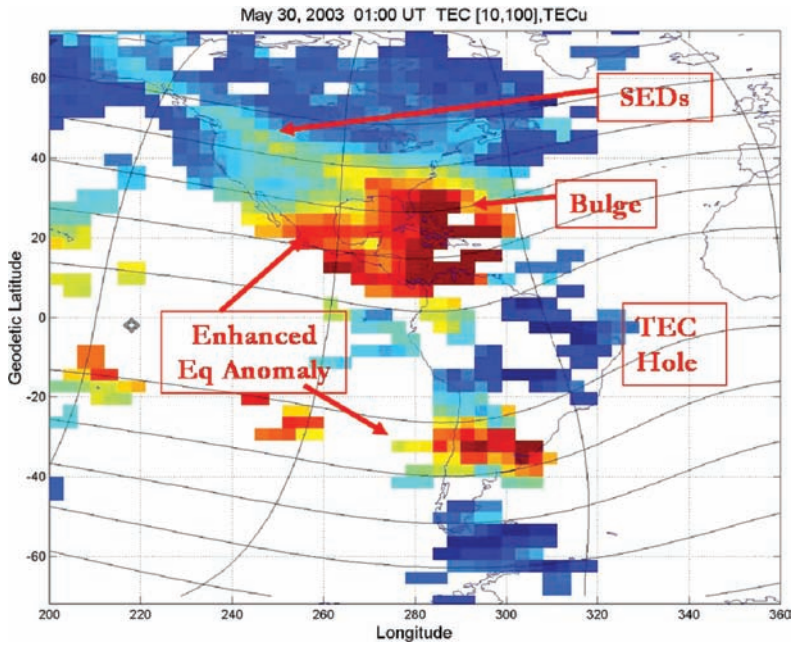 May 30, 2003 01:00 UT TEC [10,100],TECu
SEDs
Bulge
Enhanced
Eq Anomaly
TEC
Hole
Geodetic Latitude
60
40
20
0
-20
-40
-60
200
220
240
260
280
300
320
340
360
Longitude